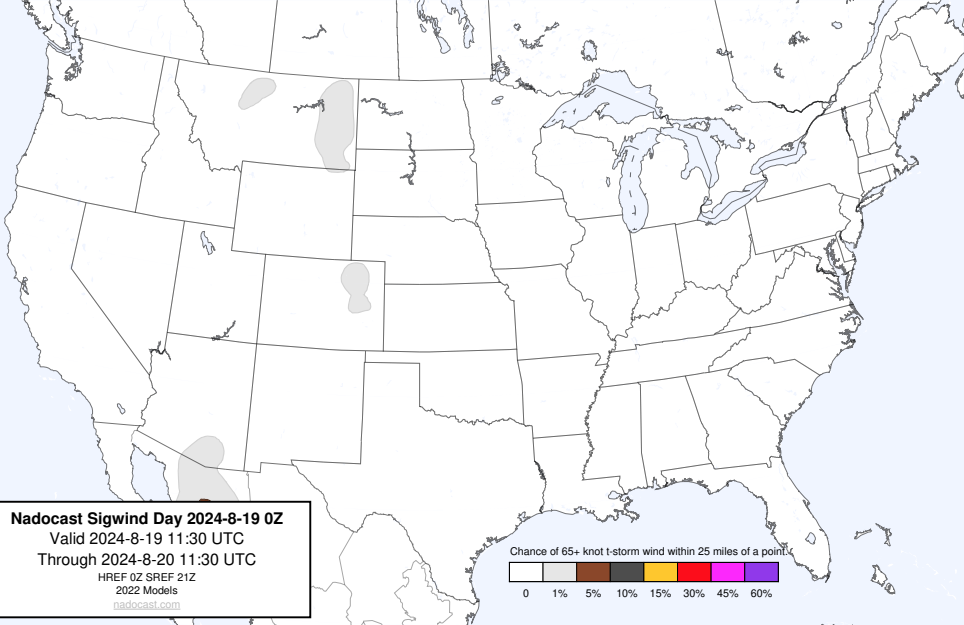 Nadocast Sigwind Day 2024-8-19 0Z
Valid 2024-8-19 11:30 UTC
Through 2024-8-20 11:30 UTC
HREF 0Z SREF 21Z
2022 Models
nadocast.com
Chance of 65+ knot t-storm wind within 25 miles of a point.
0 1% 5% 10% 15% 30% 45% 60%